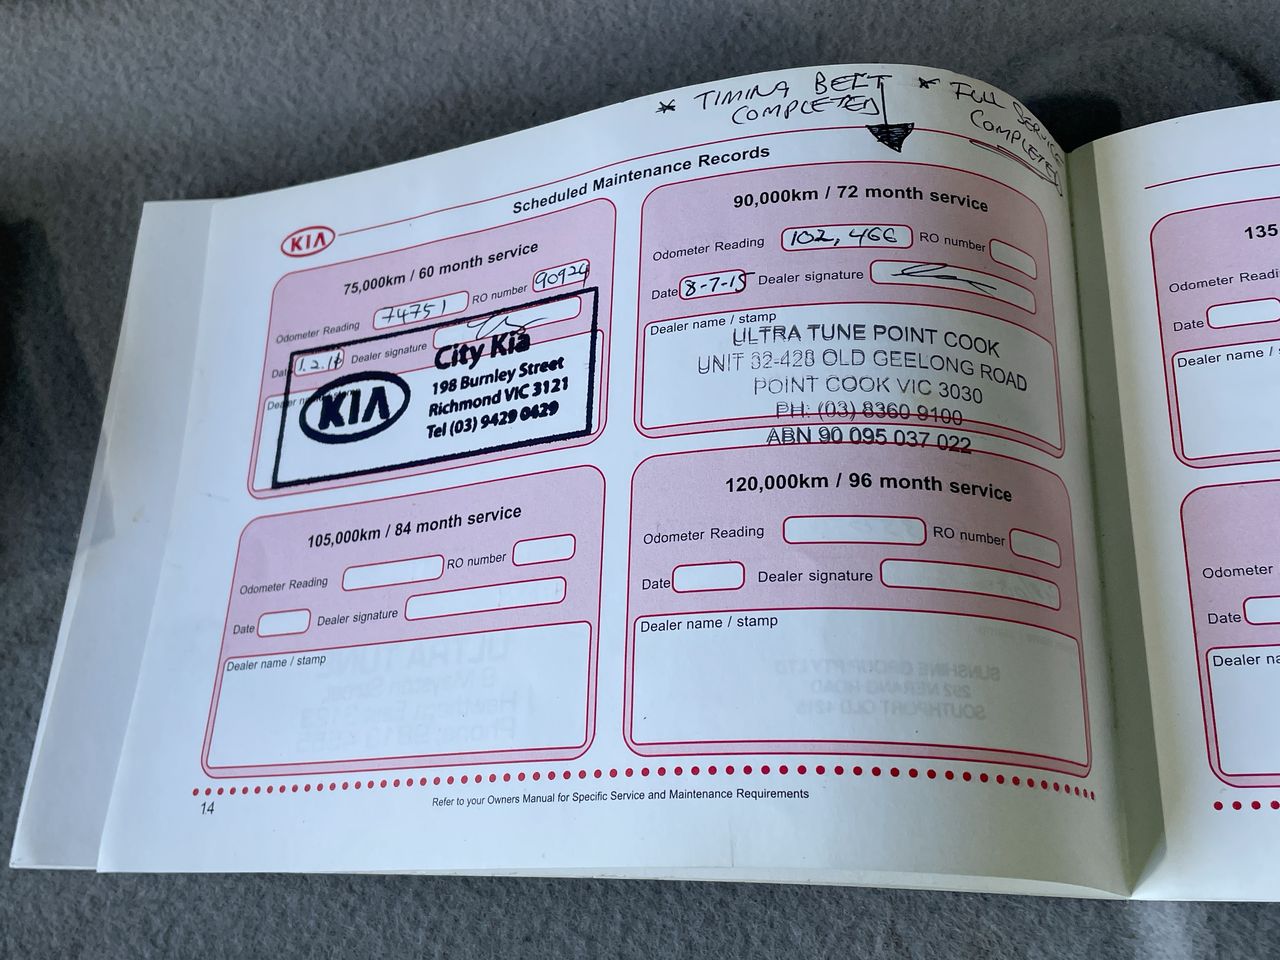 * TIMING BELT COMPLETED
* FULL SERVICE COMPLETED
Scheduled Maintenance Records
KIA
75,000km / 60 month service
Odometer Reading 74751 RO number 90924
Date Dealer signature
Dealer
City Kia
198 Burnley Street
Richmond VIC 3121
Tel (03) 9429 0429
KIA
90,000km / 72 month service
Odometer Reading 102,466 RO number
Date 8-7-15 Dealer signature
Dealer name / stamp
ULTRA TUNE POINT COOK
UNIT 32-428 OLD GEELONG ROAD
POINT COOK VIC 3030
PH: (03) 8360 9100
ABN 90 095 037 022
105,000km / 84 month service
Odometer Reading RO number
Date Dealer signature
Dealer name / stamp
120,000km / 96 month service
Odometer Reading RO number
Date Dealer signature
Dealer name / stamp
Refer to your Owners Manual for Specific Service and Maintenance Requirements
14
135
Odometer Readi
Date
Dealer name /
Odometer
Date
Dealer na